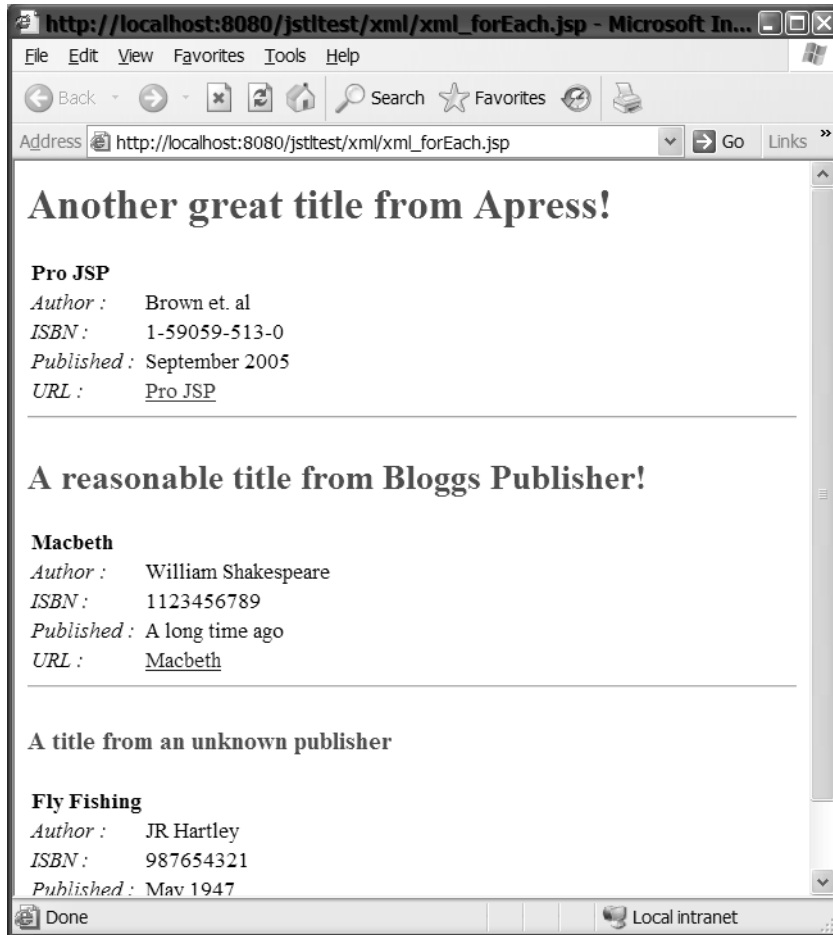 http://localhost:8080/jstltest/xml/xml_forEach.jsp - Microsoft In...
File Edit View Favorites Tools Help
Back Search Favorites
Address http://localhost:8080/jstltest/xml/xml_forEach.jsp Go Links »
Another great title from Apress!
Pro JSP
Author : Brown et. al
ISBN : 1-59059-513-0
Published : September 2005
URL : Pro JSP
A reasonable title from Bloggs Publisher!
Macbeth
Author : William Shakespeare
ISBN : 1123456789
Published : A long time ago
URL : Macbeth
A title from an unknown publisher
Fly Fishing
Author : JR Hartley
ISBN : 987654321
Published : May 1947
Done Local intranet